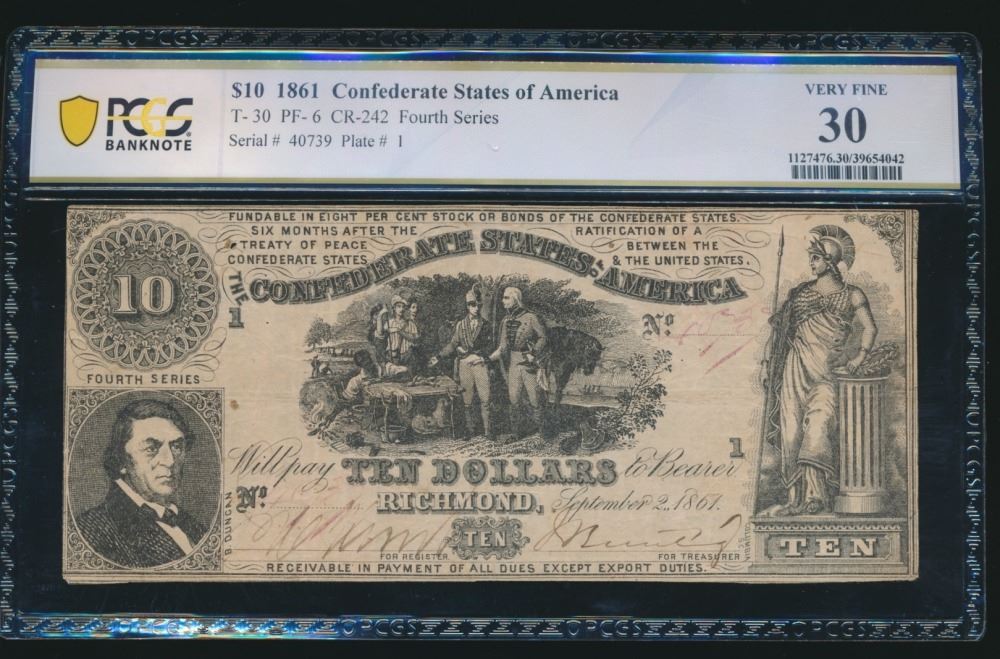 PCGS
BANKNOTE
$10 1861 Confederate States of America
T- 30 PF- 6 CR-242 Fourth Series
Serial # 40739 Plate # 1
VERY FINE
30
1127476.30/39654042
FUNDABLE IN EIGHT PER CENT STOCK OR BONDS OF THE CONFEDERATE STATES.
SIX MONTHS AFTER THE RATIFICATION OF A
TREATY OF PEACE BETWEEN THE
CONFEDERATE STATES & THE UNITED STATES.
THE CONFEDERATE STATES OF AMERICA
10
1
No.
FOURTH SERIES
1
Will pay TEN DOLLARS to Bearer
No.
RICHMOND, September 2, 1861.
B. DUNCAN
TEN
FOR REGISTER
FOR TREASURER
TEN
RECEIVABLE IN PAYMENT OF ALL DUES EXCEPT EXPORT DUTIES.